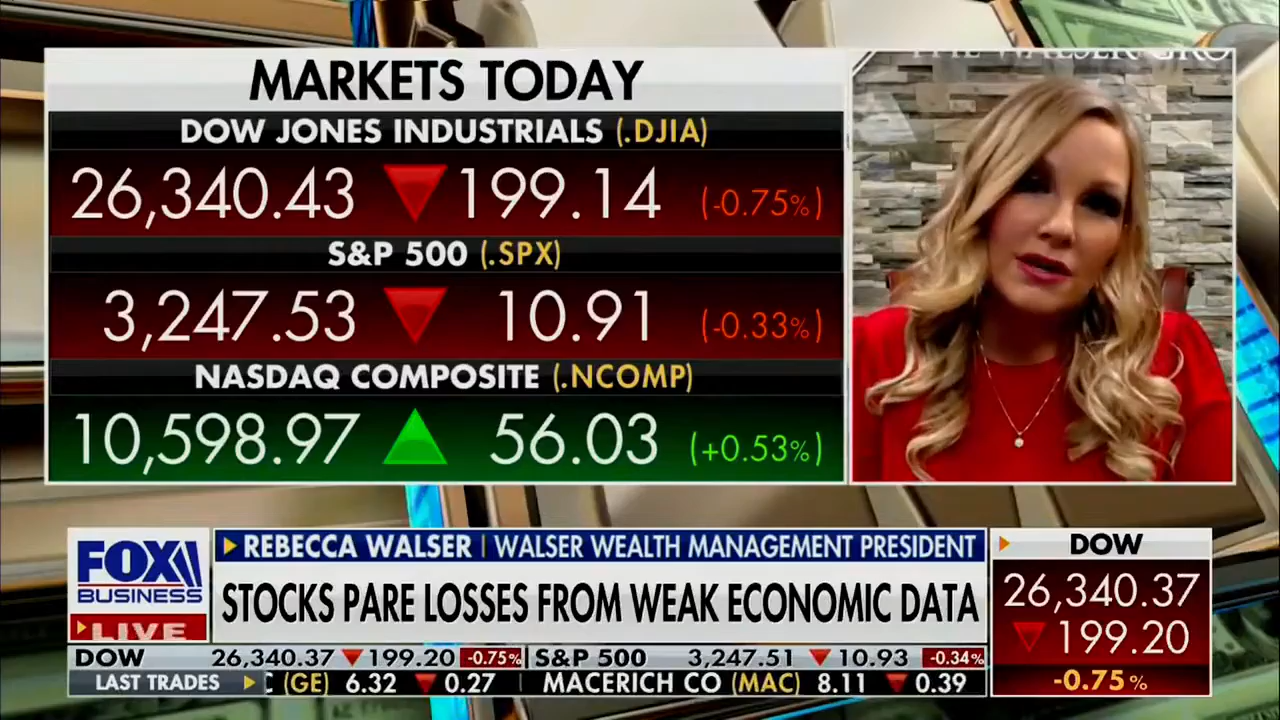 MARKETS TODAY
DOW JONES INDUSTRIALS (.DJIA)
26,340.43 ▼ 199.14 (-0.75%)
S&P 500 (.SPX)
3,247.53 ▼ 10.91 (-0.33%)
NASDAQ COMPOSITE (.NCOMP)
10,598.97 ▲ 56.03 (+0.53%)
THE WALSER GRO
FOX
BUSINESS
LIVE
REBECCA WALSER | WALSER WEALTH MANAGEMENT PRESIDENT
STOCKS PARE LOSSES FROM WEAK ECONOMIC DATA
DOW
26,340.37
▼ 199.20
-0.75%
DOW 26,340.37 ▼ 199.20 -0.75% S&P 500 3,247.51 ▼ 10.93 -0.34%
LAST TRADES C (GE) 6.32 ▼ 0.27 MACERICH CO (MAC) 8.11 ▼ 0.39